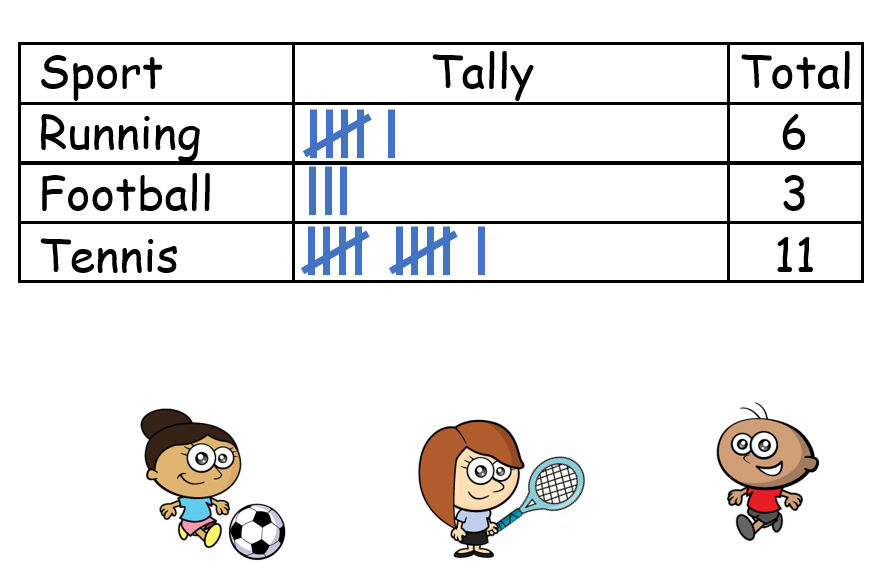 Sport Tally Total
Running 6
Football 3
Tennis 11